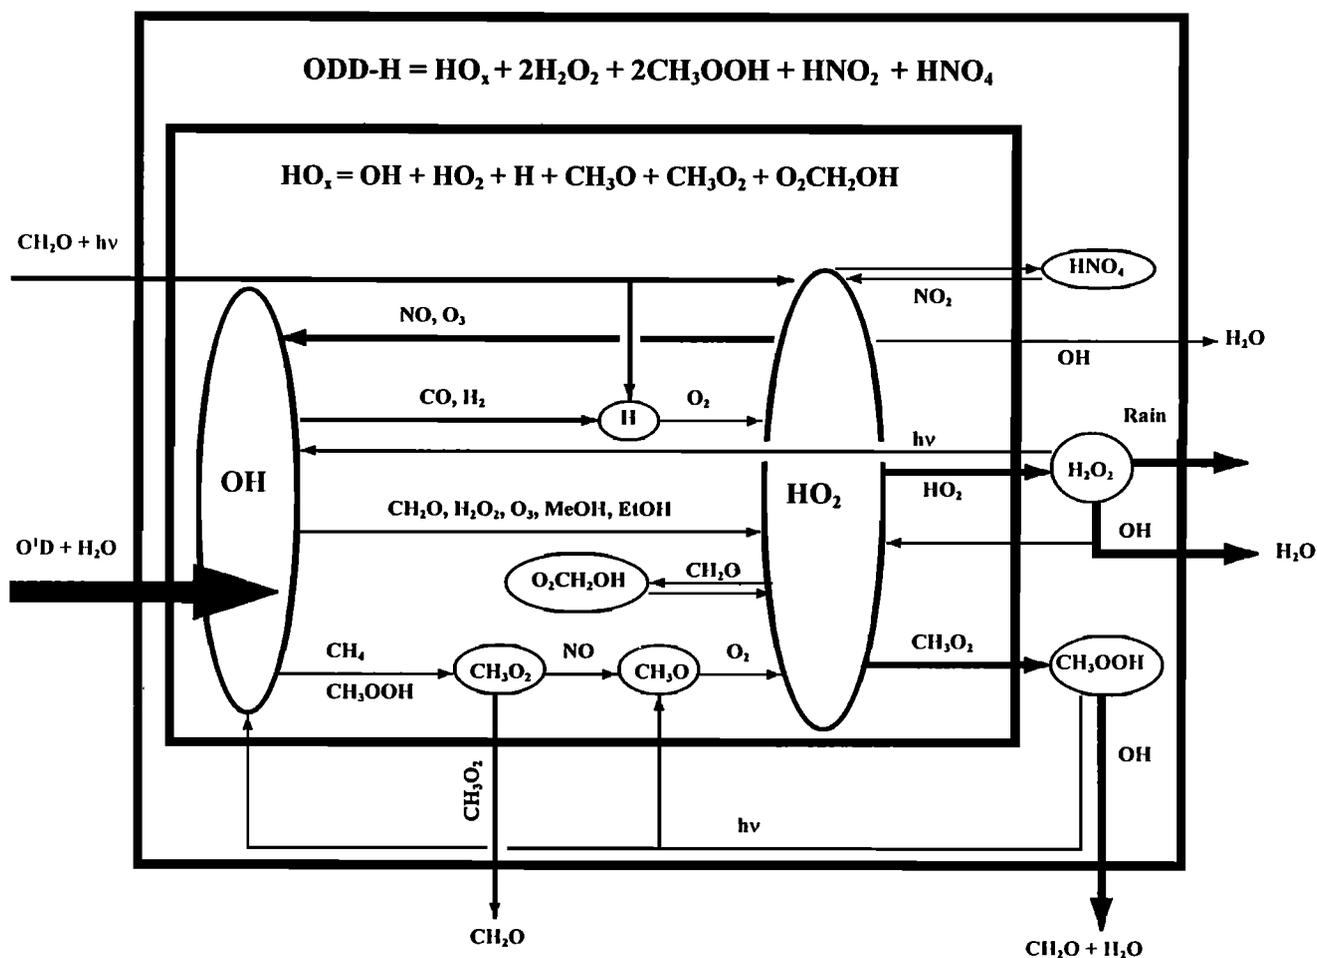 ODD-H = HOₓ + 2H₂O₂ + 2CH₃OOH + HNO₂ + HNO₄
HOₓ = OH + HO₂ + H + CH₃O + CH₃O₂ + O₂CH₂OH
CH₂O + hν
HNO₄
NO₂
NO, O₃
OH
H₂O
CO, H₂
H
O₂
Rain
hν
H₂O₂
OH
HO₂
HO₂
CH₂O, H₂O₂, O₃, MeOH, EtOH
OH
H₂O
O¹D + H₂O
O₂CH₂OH
CH₂O
CH₄
CH₃OOH
CH₃O₂
NO
CH₃O
O₂
CH₃O₂
CH₃OOH
CH₃O₂
OH
hν
CH₂O
CH₂O + H₂O